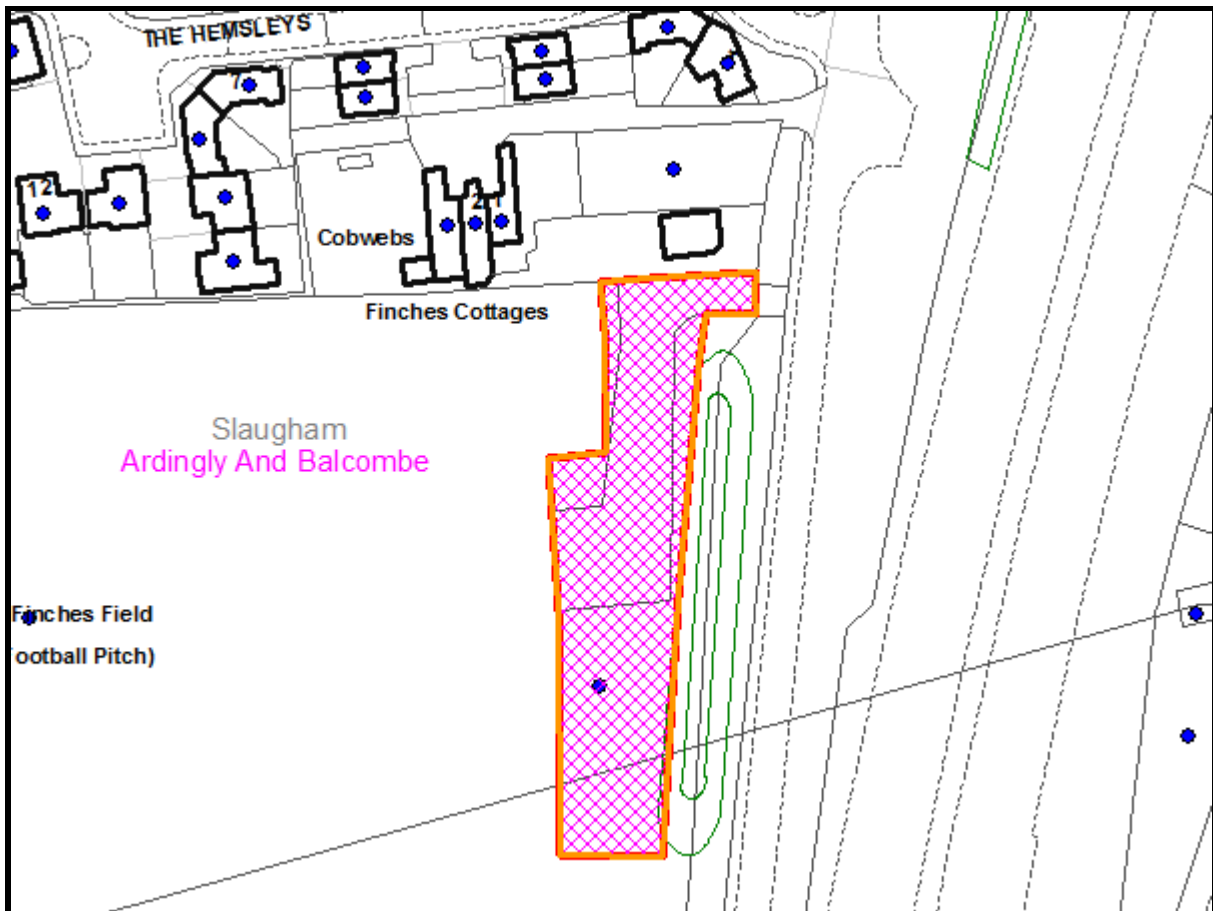 THE HEMSLEYS
7
12
2 1
Cobwebs
Finches Cottages
Slaugham
Ardingly And Balcombe
Finches Field
ootball Pitch)